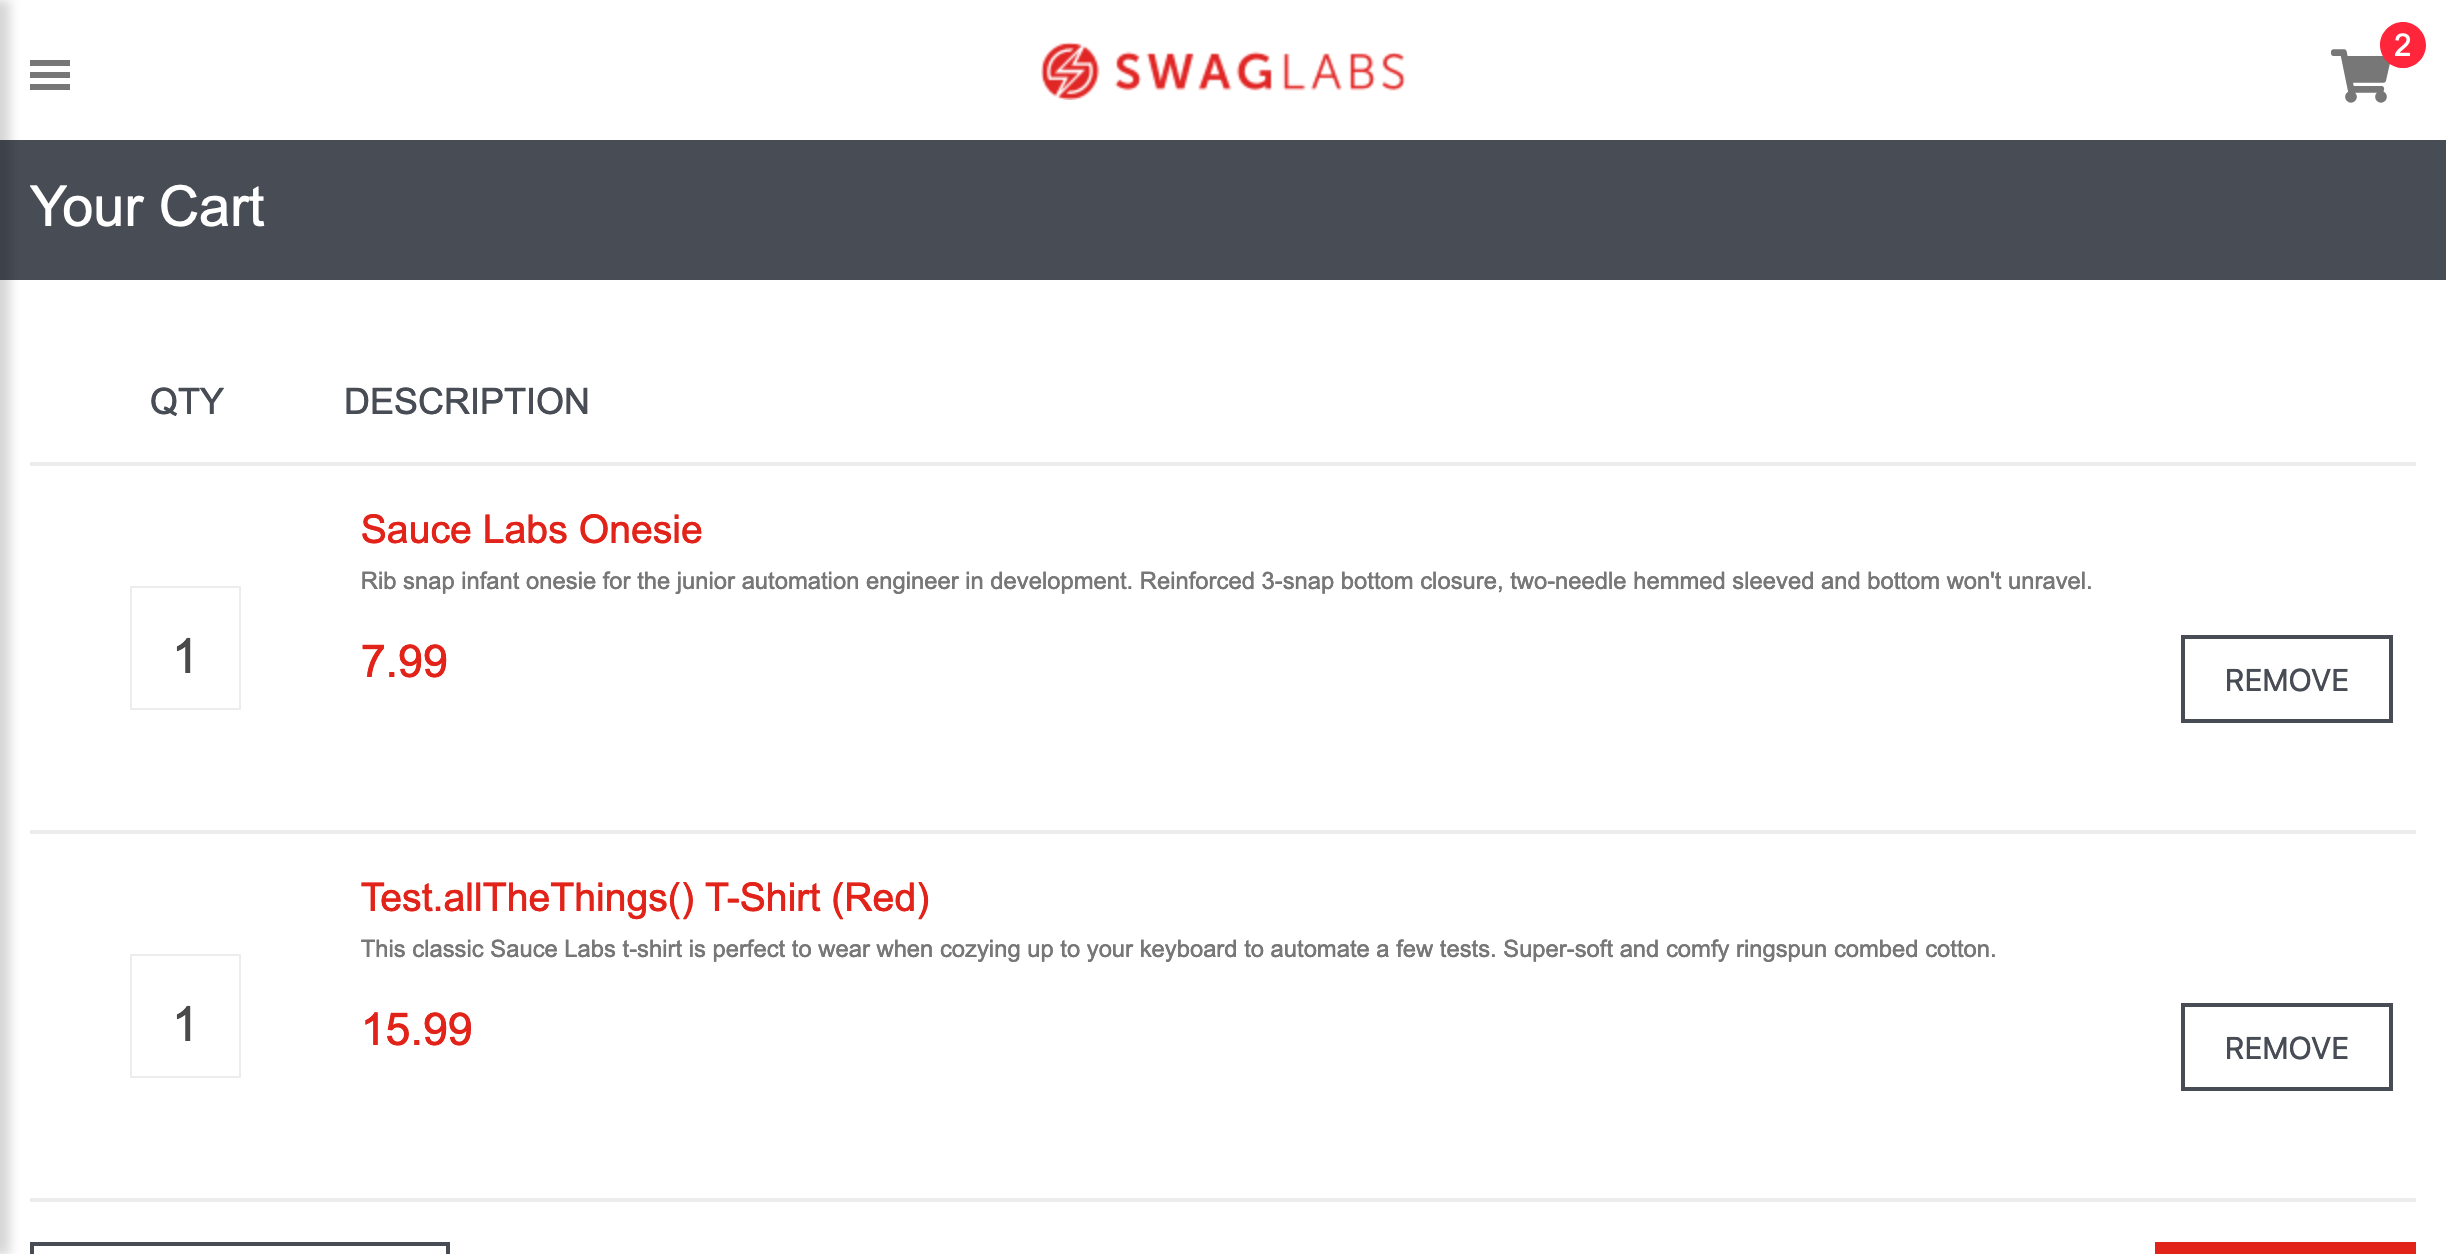 SWAGLABS
2
Your Cart
QTY DESCRIPTION
Sauce Labs Onesie
Rib snap infant onesie for the junior automation engineer in development. Reinforced 3-snap bottom closure, two-needle hemmed sleeved and bottom won't unravel.
1
7.99
REMOVE
Test.allTheThings() T-Shirt (Red)
This classic Sauce Labs t-shirt is perfect to wear when cozying up to your keyboard to automate a few tests. Super-soft and comfy ringspun combed cotton.
1
15.99
REMOVE